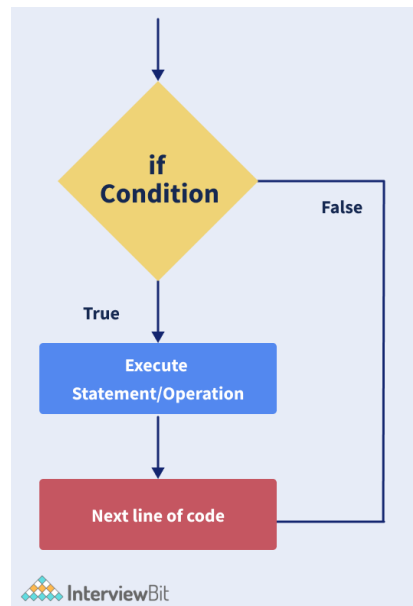 if
Condition
False
True
Execute
Statement/Operation
Next line of code
InterviewBit